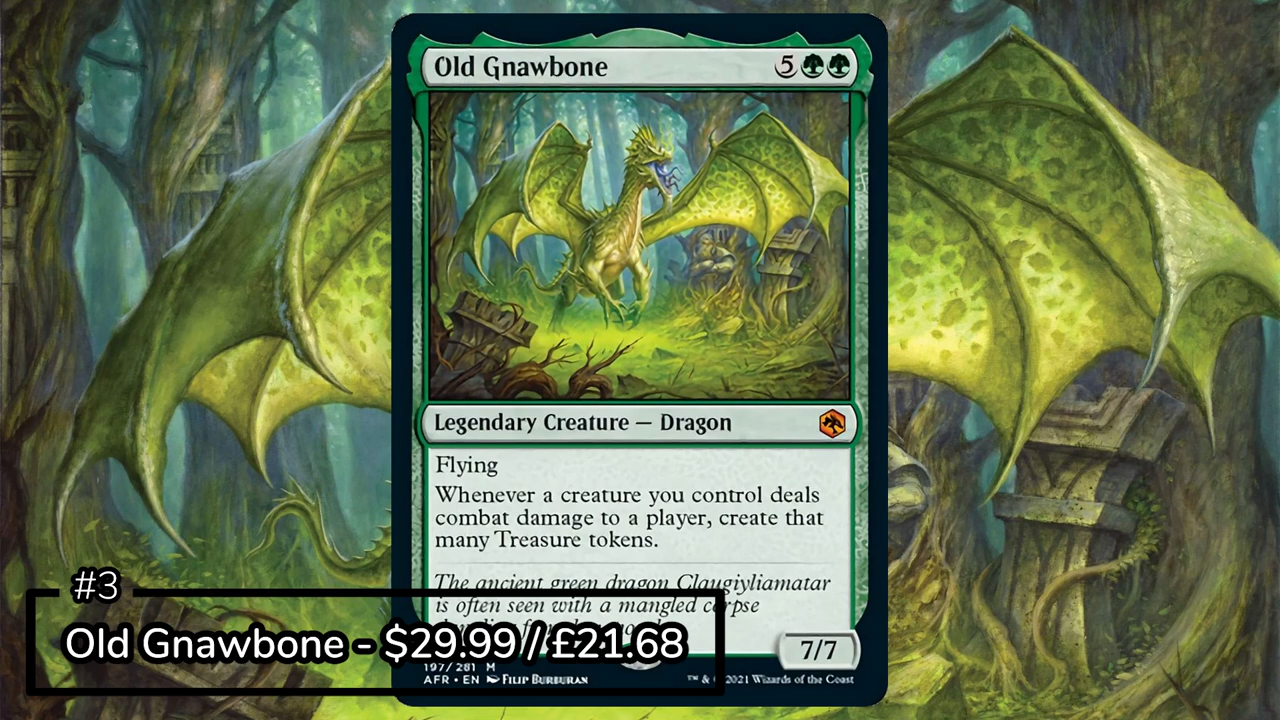 Old Gnawbone 5
Legendary Creature — Dragon
Flying
Whenever a creature you control deals
combat damage to a player, create that
many Treasure tokens.
The ancient green dragon Claugiyliamatar
is often seen with a mangled corpse
7/7
197/281 M
AFR • EN Filip Burburan
™ & © 2021 Wizards of the Coast
#3
Old Gnawbone - $29.99 // £21.68